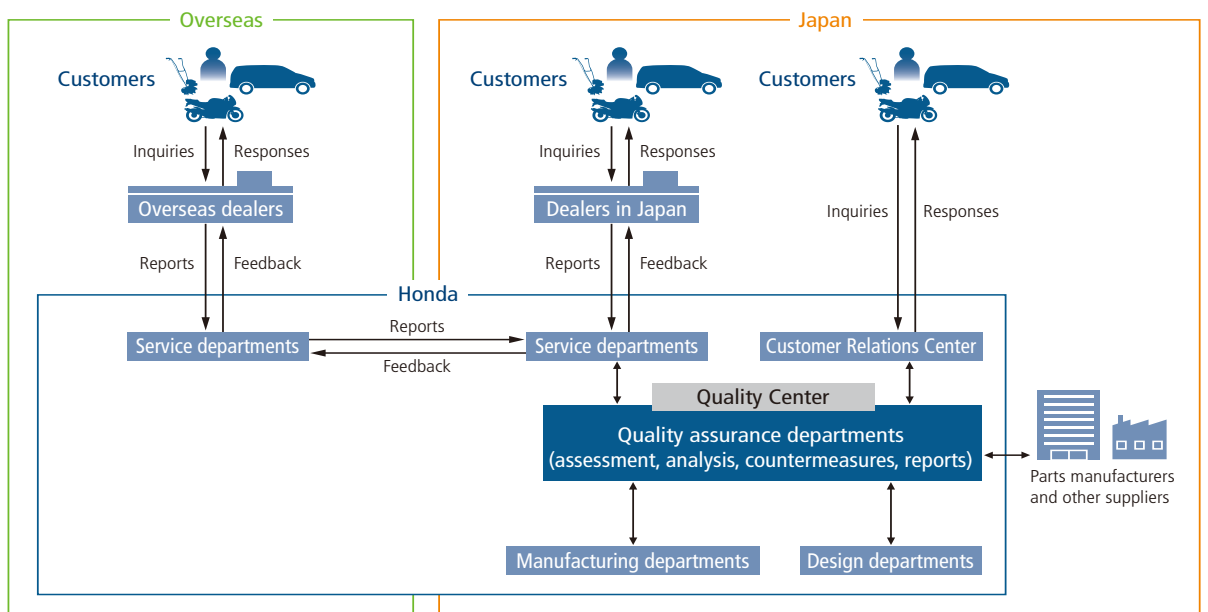 Overseas
Japan
Customers
Customers
Customers
Inquiries
Responses
Inquiries
Responses
Overseas dealers
Dealers in Japan
Inquiries
Responses
Reports
Feedback
Reports
Feedback
Honda
Service departments
Reports
Feedback
Service departments
Customer Relations Center
Quality Center
Quality assurance departments
(assessment, analysis, countermeasures, reports)
Parts manufacturers
and other suppliers
Manufacturing departments
Design departments